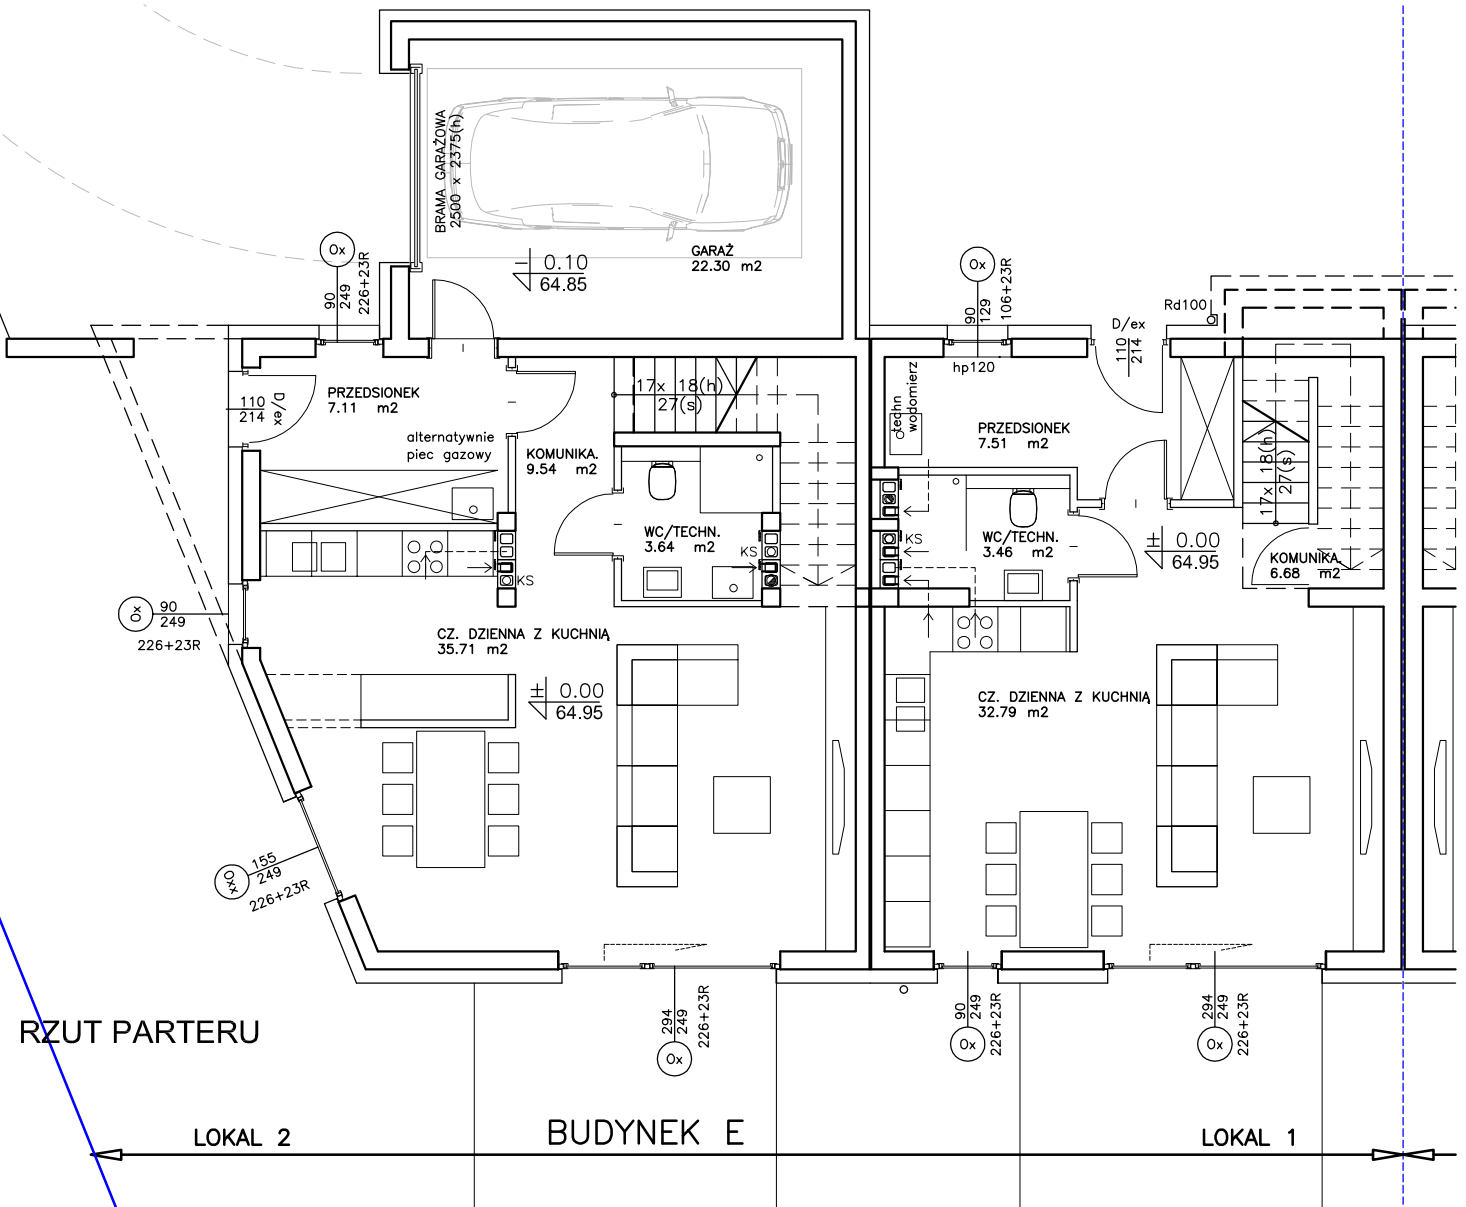 BRAMA GARAŻOWA
2500 x 2375(h)
GARAŻ
22.30 m2
0.10
64.85
Ox
90
249
226+23R
Ox
90
129
106+23R
hp120
Rd100
D/ex
110
214
110
214
D/ex
PRZEDSIONEK
7.11 m2
alternatywnie
piec gazowy
KOMUNIKA.
9.54 m2
17x 18(h)
27(s)
WC/TECHN.
3.64 m2
KS
KS
techn
wodomierz
PRZEDSIONEK
7.51 m2
KS
WC/TECHN.
3.46 m2
± 0.00
64.95
17x 18(h)
27(s)
KOMUNIKA.
6.68 m2
Ox
90
249
226+23R
CZ. DZIENNA Z KUCHNIĄ
35.71 m2
± 0.00
64.95
CZ. DZIENNA Z KUCHNIĄ
32.79 m2
Oxx
155
249
226+23R
294
249
226+23R
Ox
90
249
226+23R
Ox
294
249
226+23R
Ox
RZUT PARTERU
LOKAL 2
BUDYNEK E
LOKAL 1